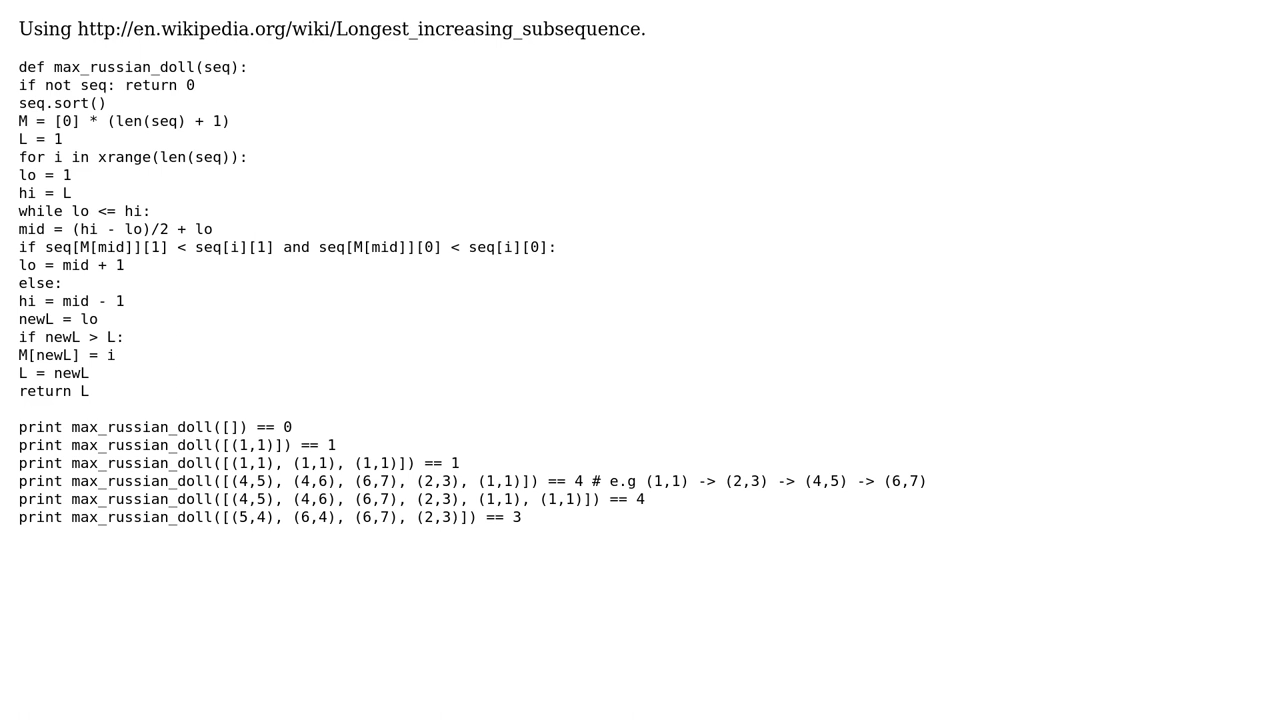 Using http://en.wikipedia.org/wiki/Longest_increasing_subsequence.
def max_russian_doll(seq):
if not seq: return 0
seq.sort()
M = [0] * (len(seq) + 1)
L = 1
for i in xrange(len(seq)):
lo = 1
hi = L
while lo <= hi:
mid = (hi - lo)/2 + lo
if seq[M[mid]][1] < seq[i][1] and seq[M[mid]][0] < seq[i][0]:
lo = mid + 1
else:
hi = mid - 1
newL = lo
if newL > L:
M[newL] = i
L = newL
return L

print max_russian_doll([]) == 0
print max_russian_doll([(1,1)]) == 1
print max_russian_doll([(1,1), (1,1), (1,1)]) == 1
print max_russian_doll([(4,5), (4,6), (6,7), (2,3), (1,1)]) == 4 # e.g (1,1) -> (2,3) -> (4,5) -> (6,7)
print max_russian_doll([(4,5), (4,6), (6,7), (2,3), (1,1), (1,1)]) == 4
print max_russian_doll([(5,4), (6,4), (6,7), (2,3)]) == 3